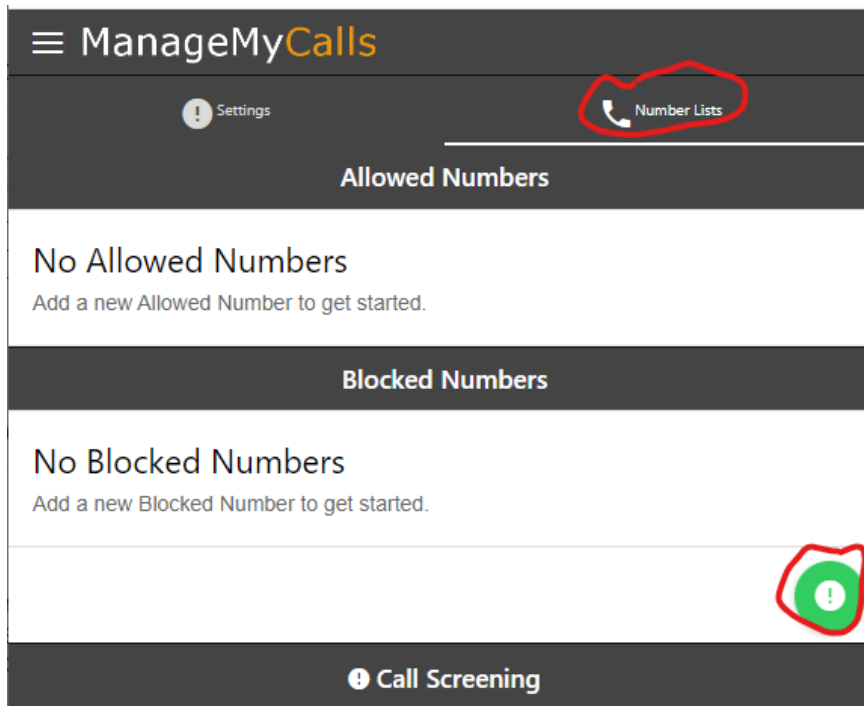 ManageMyCalls
Settings
Number Lists
Allowed Numbers
No Allowed Numbers
Add a new Allowed Number to get started.
Blocked Numbers
No Blocked Numbers
Add a new Blocked Number to get started.
Call Screening